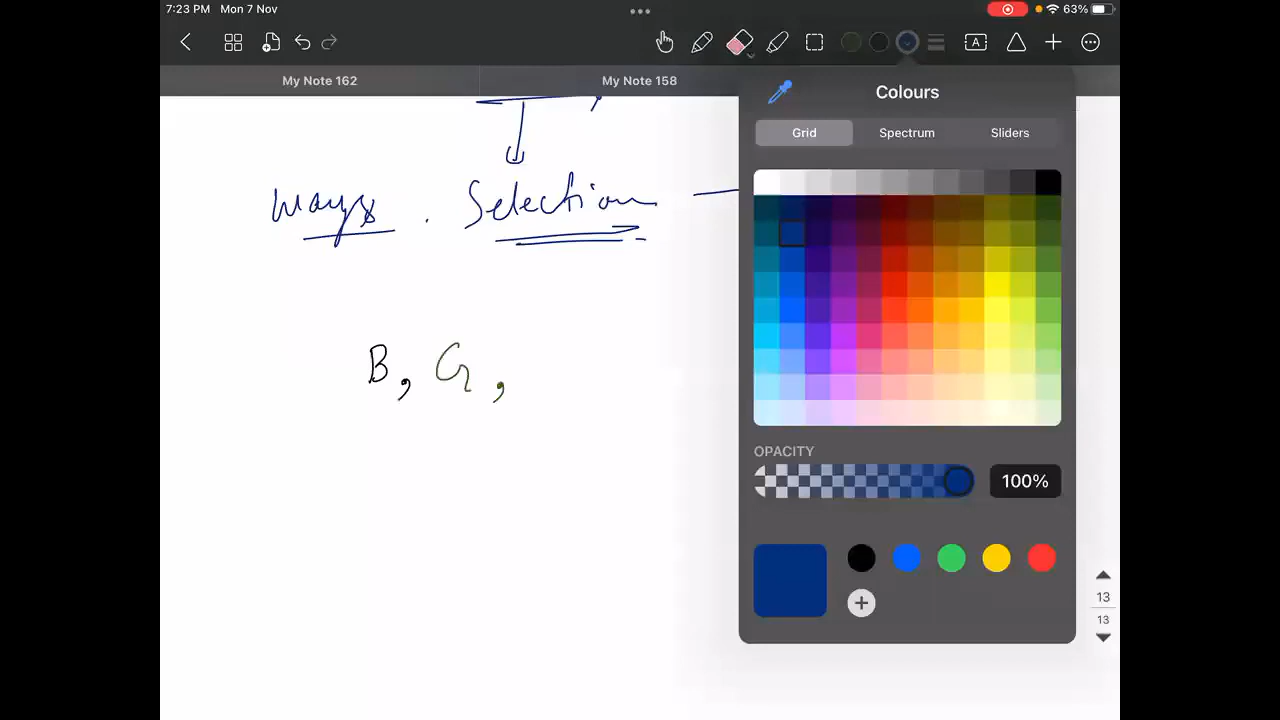 7:23 PM Mon 7 Nov
63%
My Note 162 My Note 158
Colours
Grid Spectrum Sliders
ways . Selection
B, G,
OPACITY
100%
13
13